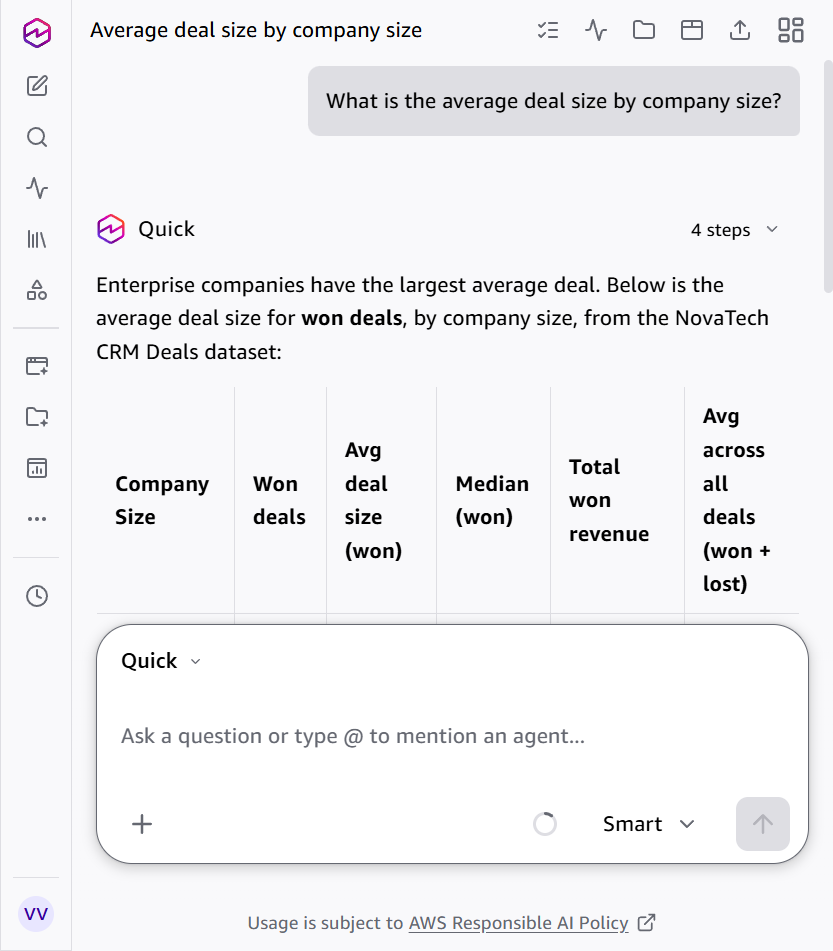 Average deal size by company size
What is the average deal size by company size?
Quick
4 steps
Enterprise companies have the largest average deal. Below is the
average deal size for won deals, by company size, from the NovaTech
CRM Deals dataset:
Company
Size
Won
deals
Avg
deal
size
(won)
Median
(won)
Total
won
revenue
Avg
across
all
deals
(won +
lost)
Quick
Ask a question or type @ to mention an agent...
Smart
VV
Usage is subject to AWS Responsible AI Policy